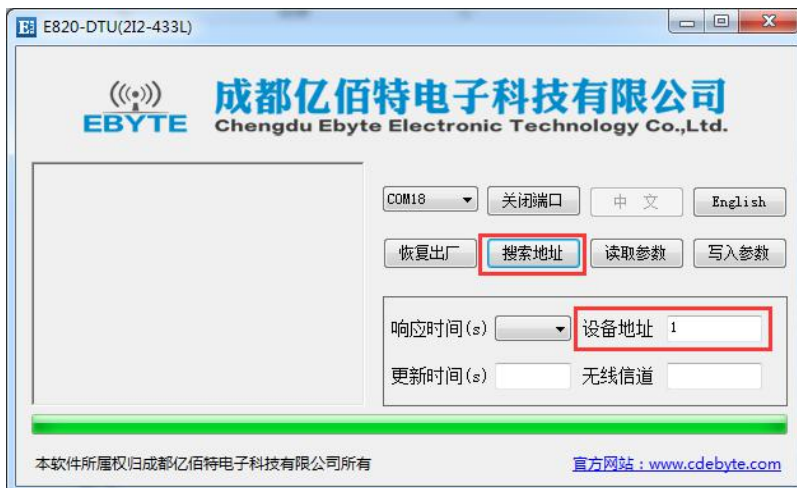 E820-DTU(2I2-433L)
EBYTE
成都亿佰特电子科技有限公司
Chengdu Ebyte Electronic Technology Co.,Ltd.
COM18 关闭端口 中 文 English
恢复出厂 搜索地址 读取参数 写入参数
响应时间(s) 设备地址 1
更新时间(s) 无线信道
本软件所属权归成都亿佰特电子科技有限公司所有 官方网站：www.cdebyte.com